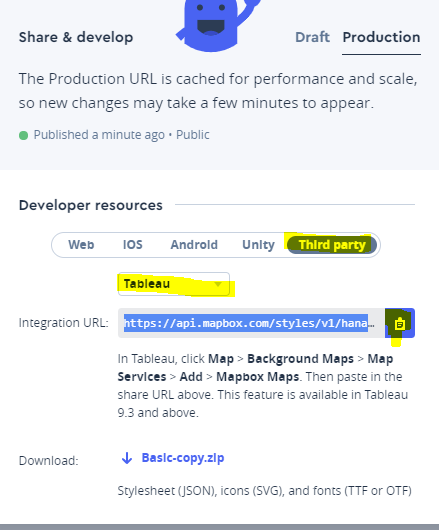 Share & develop
Draft Production
The Production URL is cached for performance and scale,
so new changes may take a few minutes to appear.
Published a minute ago • Public
Developer resources
Web IOS Android Unity Third party
Tableau
Integration URL: https://api.mapbox.com/styles/v1/hana…
In Tableau, click Map > Background Maps > Map
Services > Add > Mapbox Maps. Then paste in the
share URL above. This feature is available in Tableau
9.3 and above.
Download: Basic-copy.zip
Stylesheet (JSON), icons (SVG), and fonts (TTF or OTF)